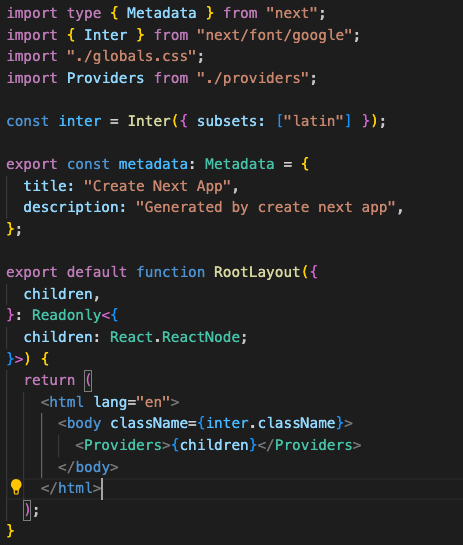 import type { Metadata } from "next";
import { Inter } from "next/font/google";
import "./globals.css";
import Providers from "./providers";

const inter = Inter({ subsets: ["latin"] });

export const metadata: Metadata = {
  title: "Create Next App",
  description: "Generated by create next app",
};

export default function RootLayout({
  children,
}: Readonly<{
  children: React.ReactNode;
}>) {
  return (
    <html lang="en">
      <body className={inter.className}>
        <Providers>{children}</Providers>
      </body>
    </html>
  );
}